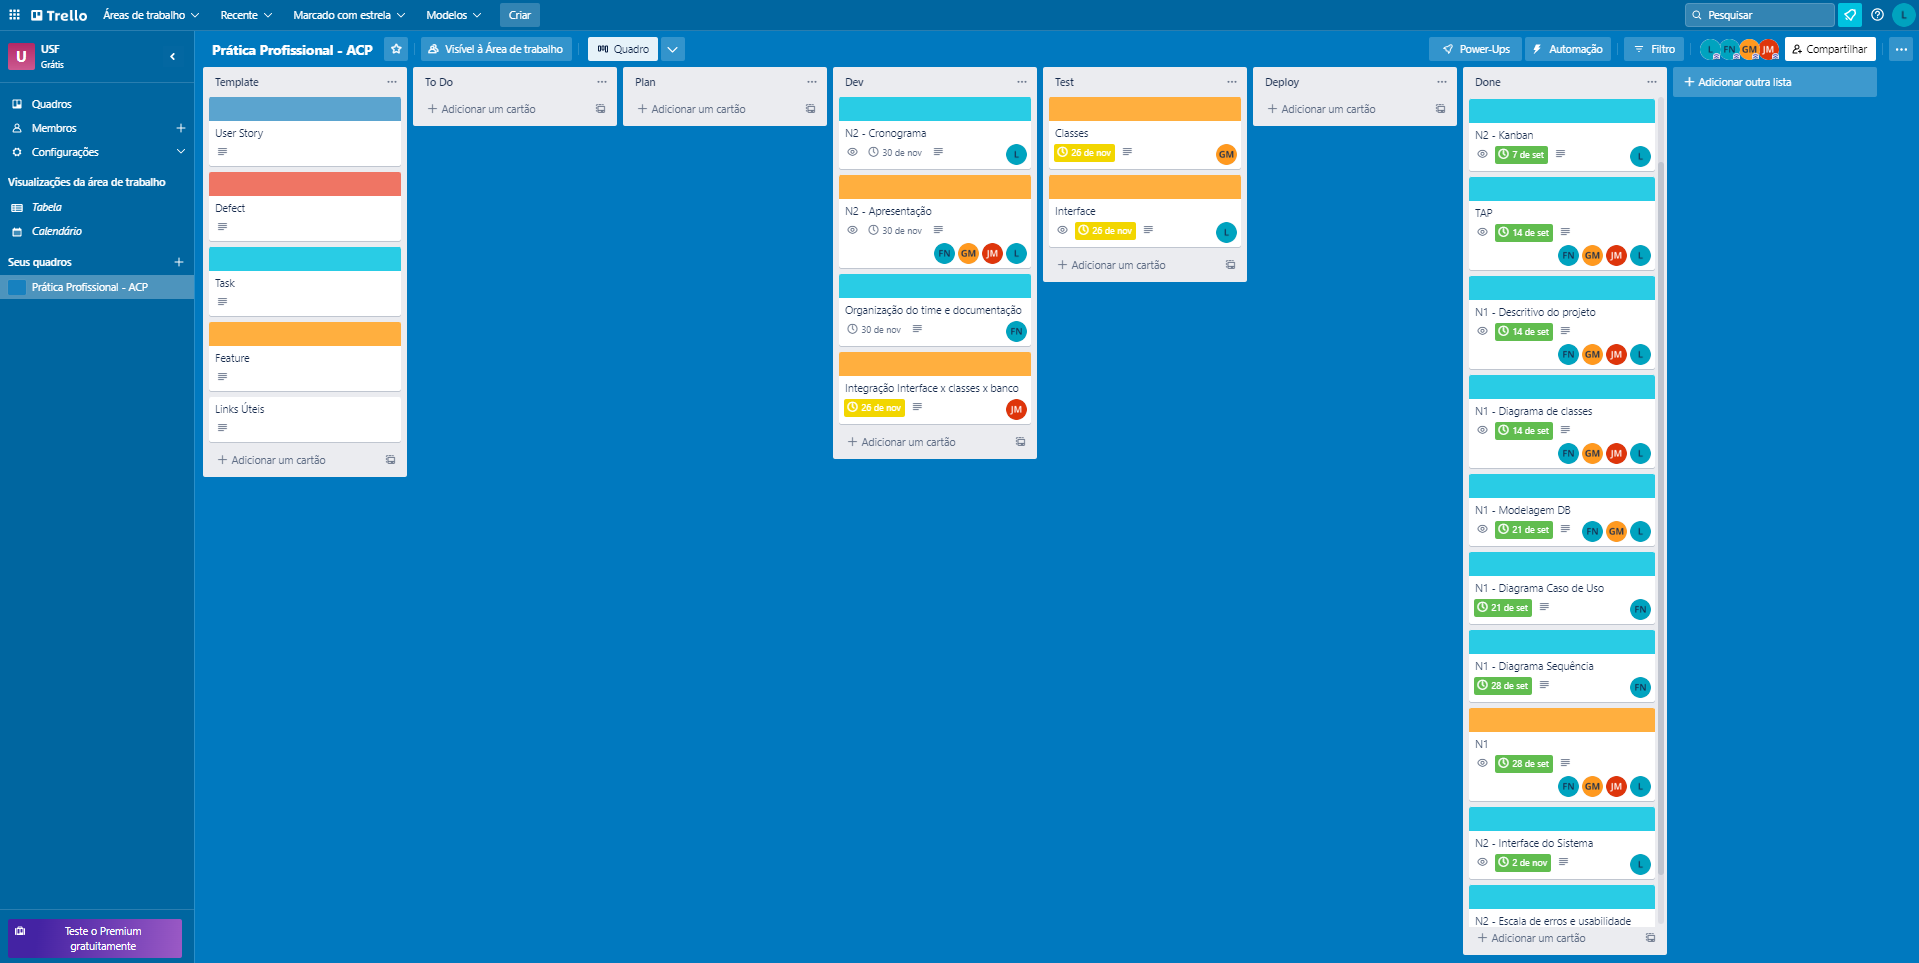 Trello
Áreas de trabalho
Recente
Marcado com estrela
Modelos
Criar
Pesquisar
L
U
USF
Grátis
Quadros
Membros
Configurações
Visualizações da área de trabalho
Tabela
Calendário
Seus quadros
Prática Profissional - ACP
Teste o Premium
gratuitamente
Prática Profissional - ACP
Visível à Área de trabalho
Quadro
Power-Ups
Automação
Filtro
L FN GM JM
Compartilhar
Template
User Story
Defect
Task
Feature
Links Úteis
Adicionar um cartão
To Do
Adicionar um cartão
Plan
Adicionar um cartão
Dev
N2 - Cronograma
30 de nov
L
N2 - Apresentação
30 de nov
FN GM JM L
Organização do time e documentação
30 de nov
FN
Integração Interface x classes x banco
26 de nov
JM
Adicionar um cartão
Test
Classes
26 de nov
GM
Interface
26 de nov
L
Adicionar um cartão
Deploy
Adicionar um cartão
Done
N2 - Kanban
7 de set
L
TAP
14 de set
FN GM JM L
N1 - Descritivo do projeto
14 de set
FN GM JM L
N1 - Diagrama de classes
14 de set
FN GM JM L
N1 - Modelagem DB
21 de set
FN GM L
N1 - Diagrama Caso de Uso
21 de set
FN
N1 - Diagrama Sequência
28 de set
FN
N1
28 de set
FN GM JM L
N2 - Interface do Sistema
2 de nov
L
N2 - Escala de erros e usabilidade
Adicionar um cartão
Adicionar outra lista